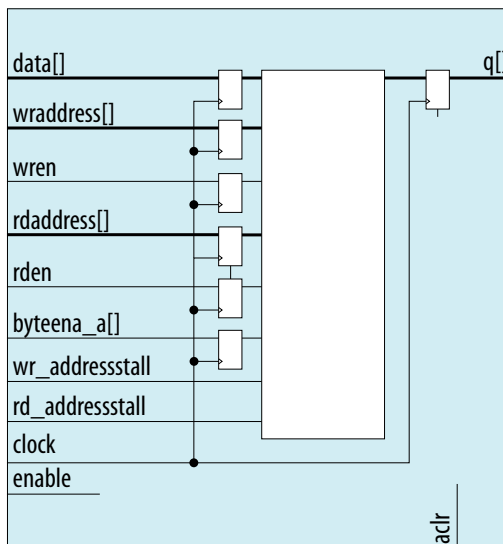 data[]
q[]
wraddress[]
wren
rdaddress[]
rden
byteena_a[]
wr_addressstall
rd_addressstall
clock
enable
aclr